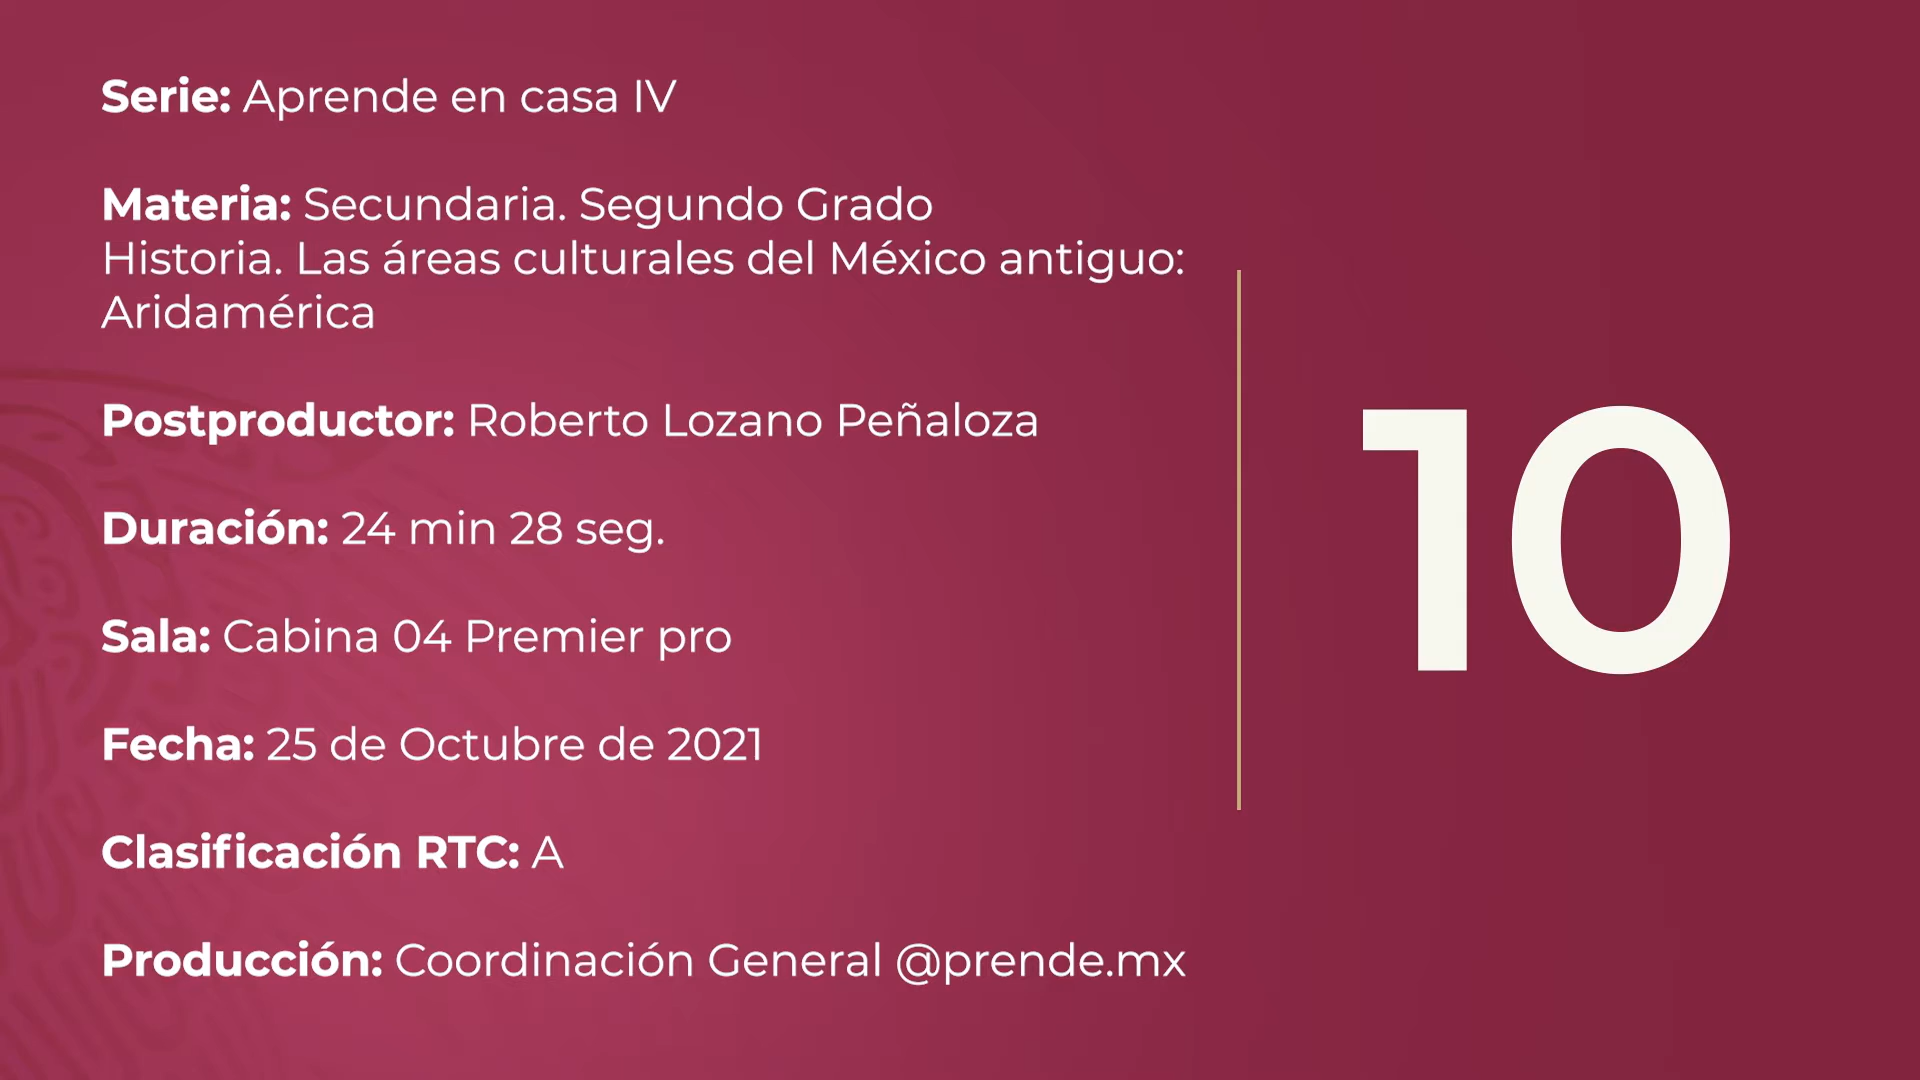 Serie: Aprende en casa IV
Materia: Secundaria. Segundo Grado
Historia. Las áreas culturales del México antiguo:
Aridamérica
Postproductor: Roberto Lozano Peñaloza
Duración: 24 min 28 seg.
Sala: Cabina 04 Premier pro
Fecha: 25 de Octubre de 2021
Clasificación RTC: A
Producción: Coordinación General @prende.mx
10